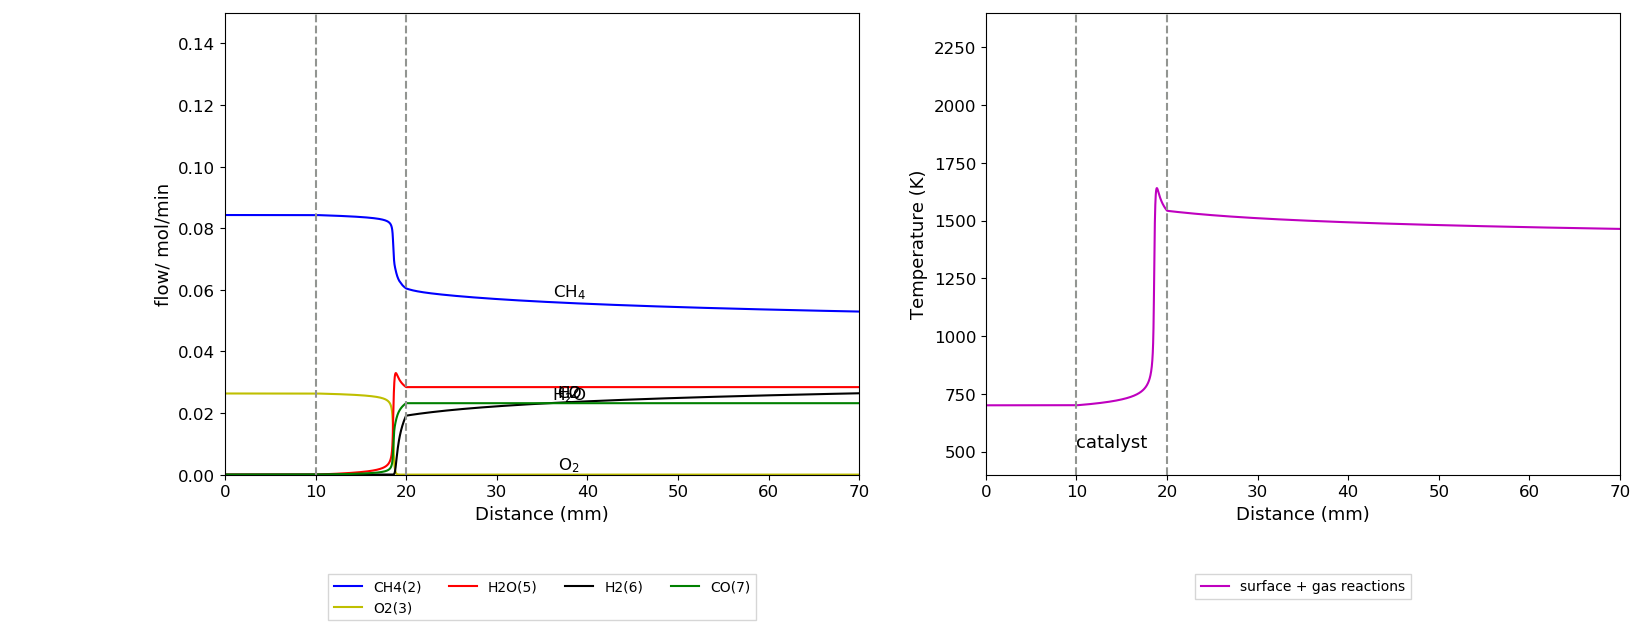 0.14
0.12
0.10
0.08
0.06
0.04
0.02
0.00
flow/ mol/min
CH₄
H₂O
O₂
0 10 20 30 40 50 60 70
Distance (mm)
CH4(2) H2O(5) H2(6) CO(7)
O2(3)
2250
2000
1750
1500
1250
1000
750
500
Temperature (K)
catalyst
0 10 20 30 40 50 60 70
Distance (mm)
surface + gas reactions